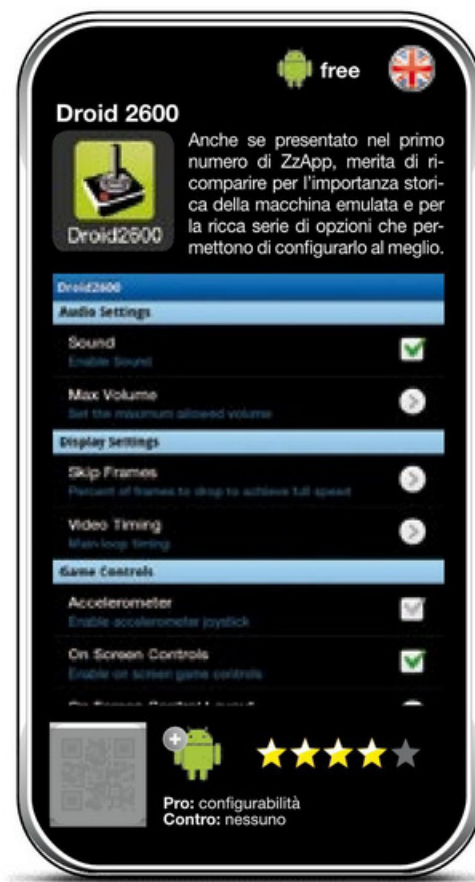 free
Droid 2600
Anche se presentato nel primo
numero di ZzApp, merita di ri-
comparire per l'importanza stori-
ca della macchina emulata e per
la ricca serie di opzioni che per-
mettono di configurarlo al meglio.
Droid2600
Droid2600
Audio Settings
Sound
Enable Sound
Max Volume
Set the maximum allowed volume
Display Settings
Skip Frames
Percent of frames to drop to achieve full speed
Video Timing
Main loop timing
Game Controls
Accelerometer
Enable accelerometer joystick
On Screen Controls
Enable on screen game controls
On Screen Control Layout
Pro: configurabilità
Contro: nessuno